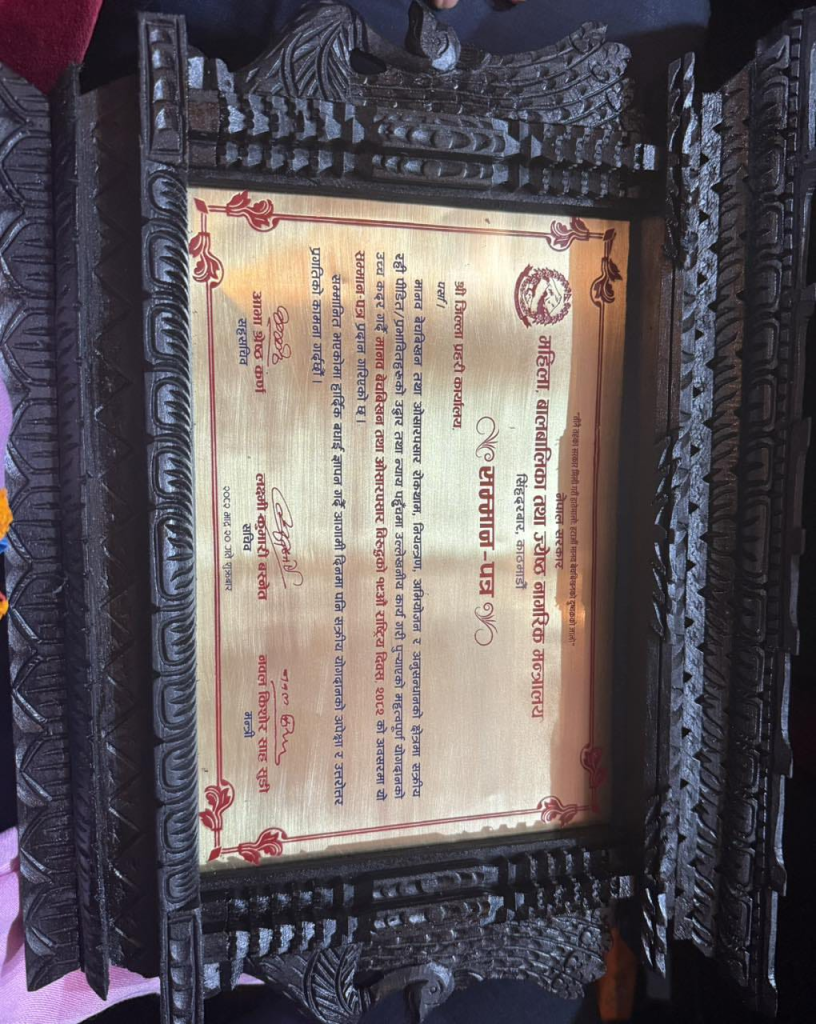 नेपाल सरकार
महिला, बालबालिका तथा ज्येष्ठ नागरिक मन्त्रालय
सिंहदरबार, काठमाडौं
सम्मान-पत्र
श्री जिल्ला प्रहरी कार्यालय,
पर्सा।
मानव बेचबिखन तथा ओसारपसार रोकथाम, नियन्त्रण, अभियोजन र अनुसन्धानको क्षेत्रमा सक्रिय
रही पीडित/प्रभावितहरुको उद्धार तथा न्याय पहुँचमा उल्लेखनीय कार्य गरी पुर्‍याएको महत्वपूर्ण योगदानको
उच्च कदर गर्दै मानव बेचबिखन तथा ओसारपसार विरुद्धको १८औं राष्ट्रिय दिवस २०८१ को अवसरमा यो
सम्मान-पत्र प्रदान गरिएको छ।
सम्मानित भएकोमा हार्दिक बधाई ज्ञापन गर्दै आगामी दिनमा पनि सक्रिय योगदानको अपेक्षा र उत्तरोत्तर
प्रगतिको कामना गर्दछौं।
आभा श्रेष्ठ कर्ण
सहसचिव
लक्ष्मी कुमारी बस्नेत
सचिव
नवल किशोर साह सुडी
मन्त्री
२०८१ भाद्र २० गते शुक्रबार